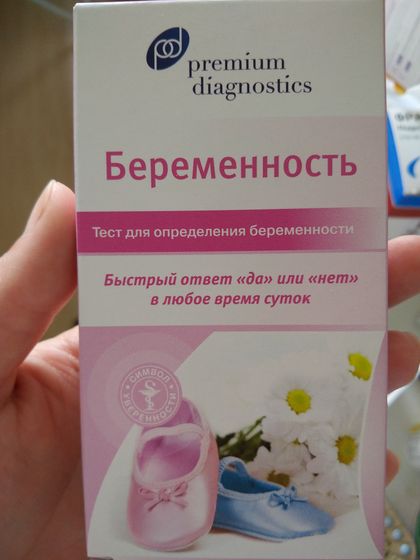 pd
premium
diagnostics
Беременность
Тест для определения беременности
Быстрый ответ «да» или «нет»
в любое время суток
СИМВОЛ
УВЕРЕННОСТИ